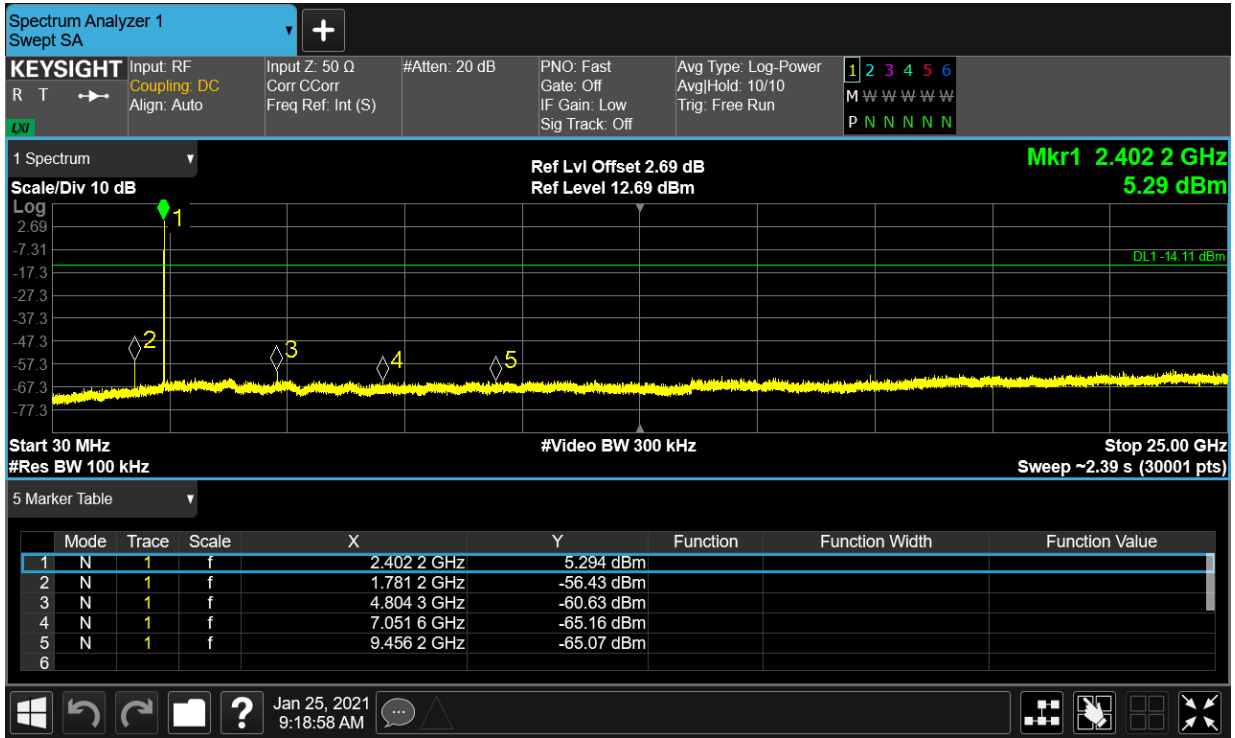 Spectrum Analyzer 1
Swept SA
+
KEYSIGHT
R T
LXI
Input: RF
Coupling: DC
Align: Auto
Input Z: 50 Ω
Corr CCorr
Freq Ref: Int (S)
#Atten: 20 dB
PNO: Fast
Gate: Off
IF Gain: Low
Sig Track: Off
Avg Type: Log-Power
Avg|Hold: 10/10
Trig: Free Run
1 2 3 4 5 6
M W W W W W
P N N N N N
1 Spectrum
Scale/Div 10 dB
Ref Lvl Offset 2.69 dB
Ref Level 12.69 dBm
Mkr1 2.402 2 GHz
5.29 dBm
Log
2.69
-7.31
-17.3
-27.3
-37.3
-47.3
-57.3
-67.3
-77.3
1
2
3
4
5
DL1 -14.11 dBm
Start 30 MHz
#Video BW 300 kHz
Stop 25.00 GHz
#Res BW 100 kHz
Sweep ~2.39 s (30001 pts)
5 Marker Table
Mode Trace Scale X Y Function Function Width Function Value
1 N 1 f 2.402 2 GHz 5.294 dBm
2 N 1 f 1.781 2 GHz -56.43 dBm
3 N 1 f 4.804 3 GHz -60.63 dBm
4 N 1 f 7.051 6 GHz -65.16 dBm
5 N 1 f 9.456 2 GHz -65.07 dBm
6
?
Jan 25, 2021
9:18:58 AM